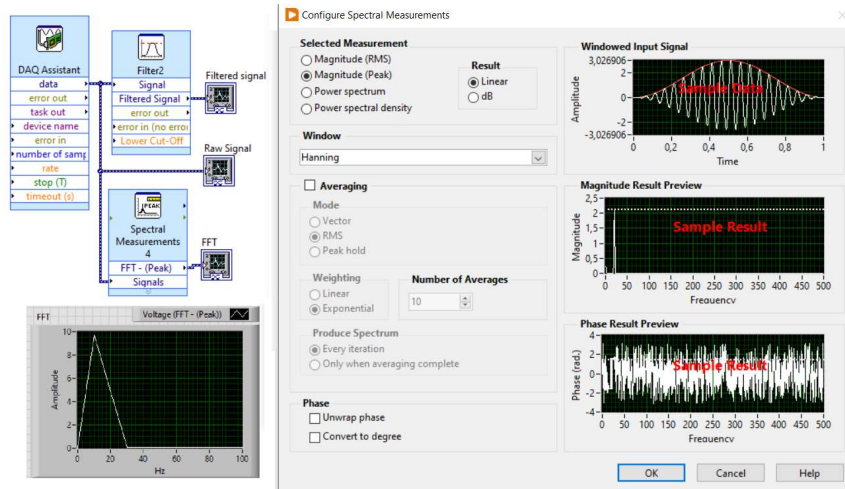 DAQ Assistant
data
error out
task out
device name
error in
number of samp
rate
stop (T)
timeout (s)
Filter2
Signal
Filtered Signal
error out
error in (no erro
Lower Cut-Off
Filtered signal
Raw Signal
PEAK
Spectral
Measurements
4
FFT - (Peak)
Signals
FFT
FFT
Voltage (FFT - (Peak))
Amplitude
10-
8-
6-
4-
2-
0-
0 20 40 60 80 100
Hz
Configure Spectral Measurements
Selected Measurement
Magnitude (RMS)
Magnitude (Peak)
Power spectrum
Power spectral density
Result
Linear
dB
Window
Hanning
Averaging
Mode
Vector
RMS
Peak hold
Weighting
Linear
Exponential
Number of Averages
10
Produce Spectrum
Every iteration
Only when averaging complete
Phase
Unwrap phase
Convert to degree
Windowed Input Signal
Amplitude
3,026906-
2-
0-
-2-
-3,026906-
Sample Data
0 0,2 0,4 0,6 0,8 1
Time
Magnitude Result Preview
Magnitude
2,5-
2-
1,5-
1-
0,5-
0-
Sample Result
0 50 100 150 200 250 300 350 400 450 500
Frequency
Phase Result Preview
Phase (rad.)
4-
2-
0-
-2-
-4-
Sample Result
0 50 100 150 200 250 300 350 400 450 500
Frequency
OK Cancel Help